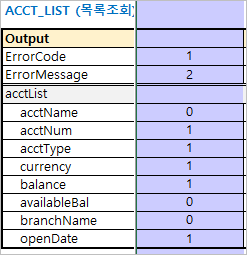 ACCT_LIST (목록조회)
Output
ErrorCode 1
ErrorMessage 2
acctList
acctName 0
acctNum 1
acctType 1
currency 1
balance 1
availableBal 0
branchName 0
openDate 1